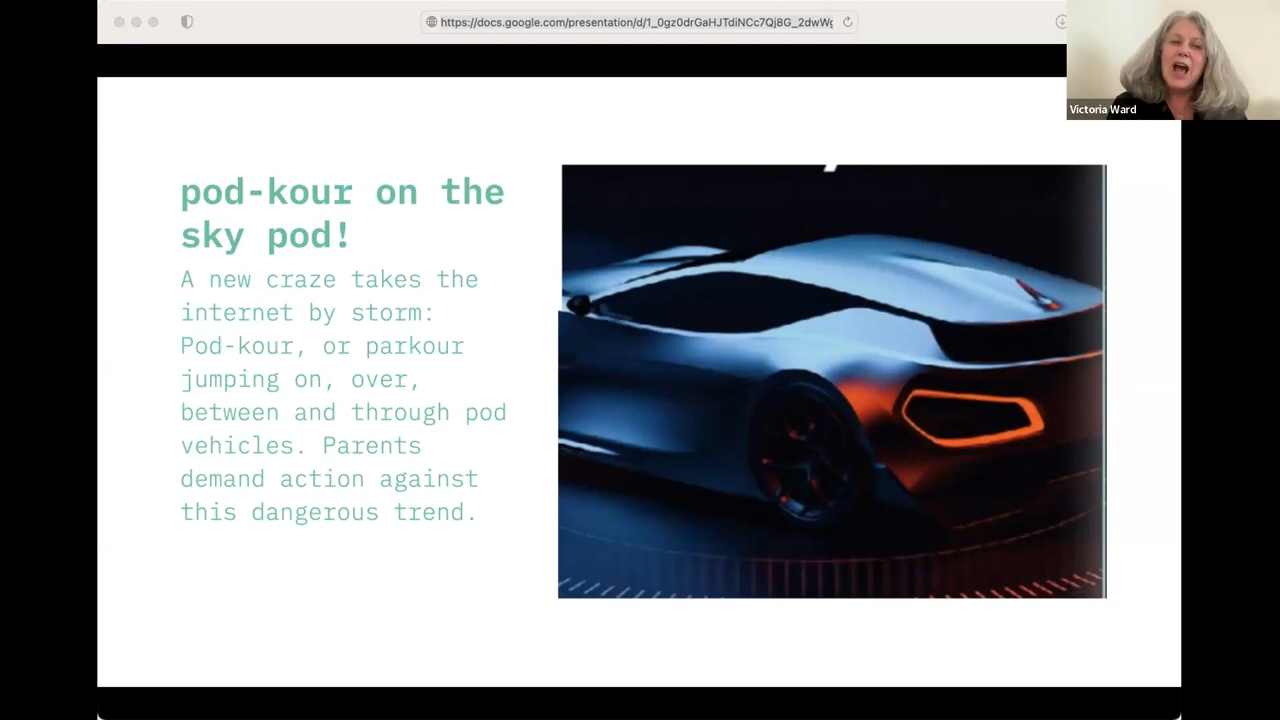 https://docs.google.com/presentation/d/1_0gz0drGaHJTdiNCc7Qj8G_2dwWg
Victoria Ward
pod-kour on the
sky pod!
A new craze takes the
internet by storm:
Pod-kour, or parkour
jumping on, over,
between and through pod
vehicles. Parents
demand action against
this dangerous trend.